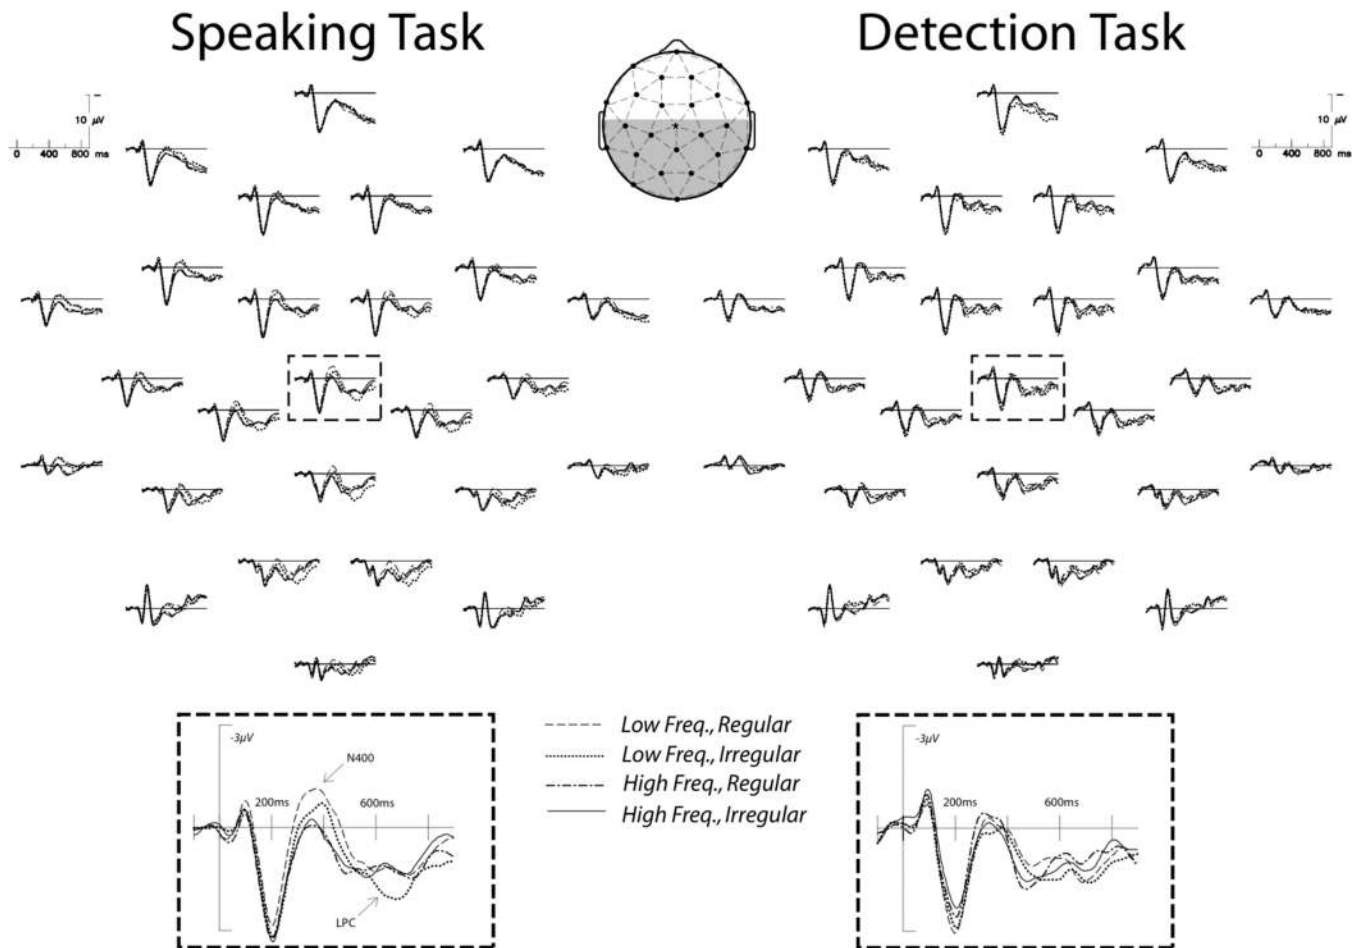 Speaking Task
Detection Task
10 μV
0 400 800 ms
10 μV
0 400 800 ms
-3μV
N400
200ms
600ms
LPC
Low Freq., Regular
Low Freq., Irregular
High Freq., Regular
High Freq., Irregular
-3μV
200ms
600ms